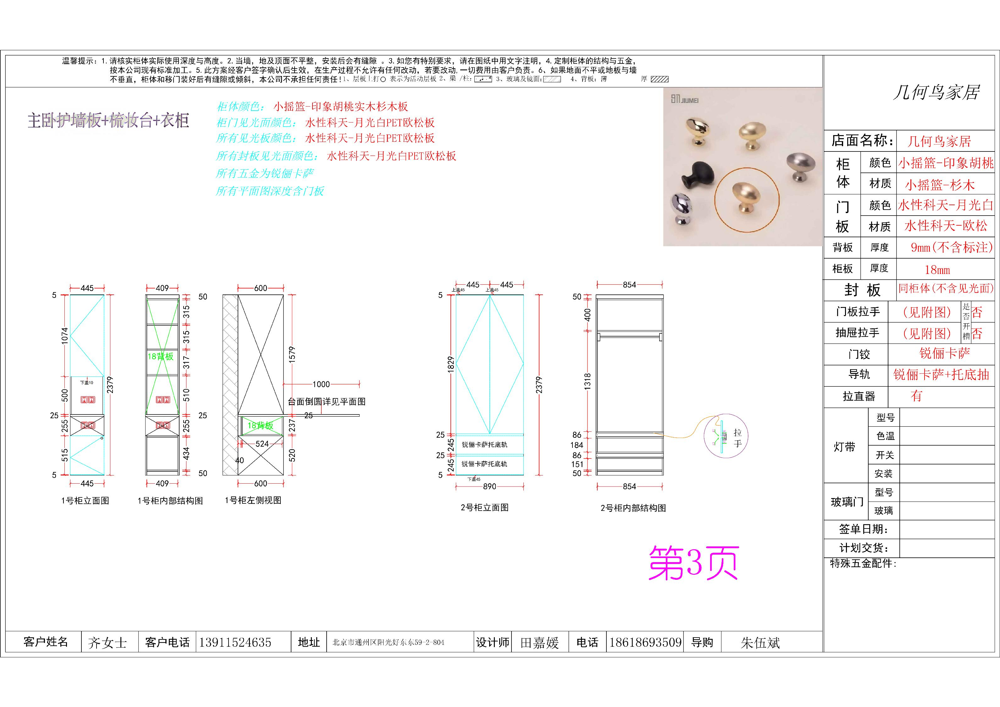 温馨提示：1.请核实柜体实际使用深度与高度。2.当墙，地及顶面不平整，安装后会有缝隙 。3.如您有特别要求，请在图纸中用文字注明，4.定制柜体的结构与五金，
按本公司现有标准加工。5.此方案经客户签字确认后生效，在生产过程不允许有任何改动，若要改动,一切费用由客户负责。6、如果地面不平或地板与墙
不垂直，柜体和移门装好后有缝隙或倾斜，本公司不承担任何责任!1、层板上打 表示为活动层板 2、梁 /柱: 3、玻璃及镜面: 4、背板：薄 厚
主卧护墙板+梳妆台+衣柜
柜体颜色： 小摇篮-印象胡桃实木杉木板
柜门见光面颜色： 水性科天-月光白PET欧松板
所有见光板颜色： 水性科天-月光白PET欧松板
所有封板见光面颜色： 水性科天-月光白PET欧松板
所有五金为锐俪卡萨
所有平面图深度含门板
JIUMEI
445
5
1074
500
25
255
515
5
2379
下盖10
445
1号柜立面图
409
50
315
315
317
510
25
255
434
50
18背板
409
1号柜内部结构图
600
1579
1000
台面倒圆详见平面图
25
237
18背板
524
40
520
600
1号柜左侧视图
445 445
上盖45 上盖45
5
1829
25
245
25
245
5
2379
锐俪卡萨托底轨
锐俪卡萨托底轨
下盖45
890
2号柜立面图
854
50
400
1318
86
184
86
151
50
854
2号柜内部结构图
拉手
第3页
几何鸟家居
店面名称： 几何鸟家居
柜体 颜色 小摇篮-印象胡桃
材质 小摇篮-杉木
门板 颜色 水性科天-月光白
材质 水性科天-欧松
背板 厚度 9mm(不含标注)
柜板 厚度 18mm
封 板 同柜体(不含见光面)
门板拉手 (见附图) 是否开槽 否
抽屉拉手 (见附图) 否
门铰 锐俪卡萨
导轨 锐俪卡萨+托底抽
拉直器 有
灯带 型号
色温
开关
安装
玻璃门 型号
玻璃
签单日期：
计划交货：
特殊五金配件：
客户姓名 齐女士 客户电话 13911524635 地址 北京市通州区阳光好东东59-2-804 设计师 田嘉媛 电话 18618693509 导购 朱伍斌